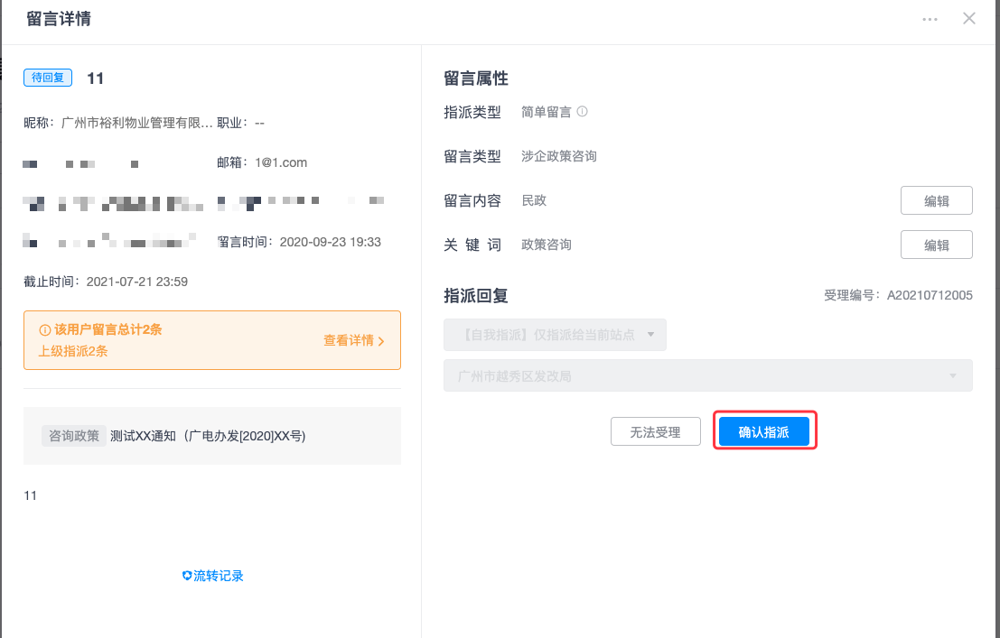 留言详情
待回复 11
昵称：广州市裕利物业管理有限... 职业：--
邮箱：1@1.com
留言时间：2020-09-23 19:33
截止时间：2021-07-21 23:59
该用户留言总计2条
上级指派2条
查看详情
咨询政策 测试XX通知（广电办发[2020]XX号)
11
流转记录
留言属性
指派类型 简单留言
留言类型 涉企政策咨询
留言内容 民政 编辑
关 键 词 政策咨询 编辑
指派回复 受理编号：A20210712005
【自我指派】仅指派给当前站点
广州市越秀区发改局
无法受理 确认指派